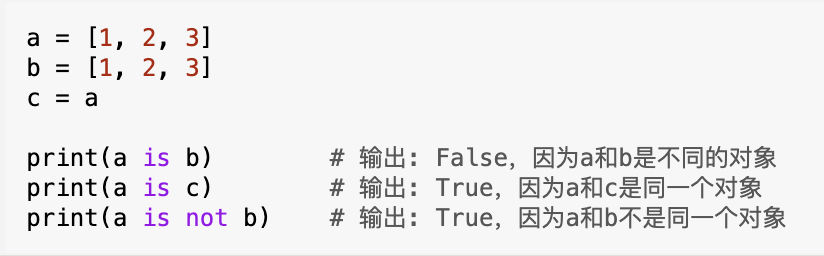 a = [1, 2, 3]
b = [1, 2, 3]
c = a
print(a is b)        # 输出: False，因为a和b是不同的对象
print(a is c)        # 输出: True，因为a和c是同一个对象
print(a is not b)    # 输出: True，因为a和b不是同一个对象